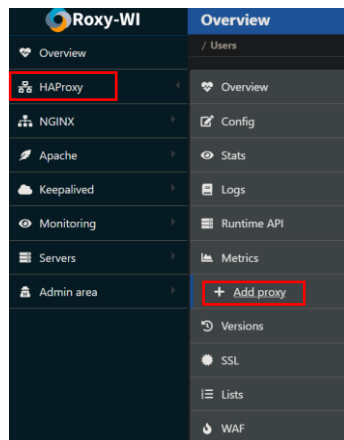 Roxy-WI
Overview
HAProxy
NGINX
Apache
Keepalived
Monitoring
Servers
Admin area
Overview
/ Users
Overview
Config
Stats
Logs
Runtime API
Metrics
+ Add proxy
Versions
SSL
Lists
WAF